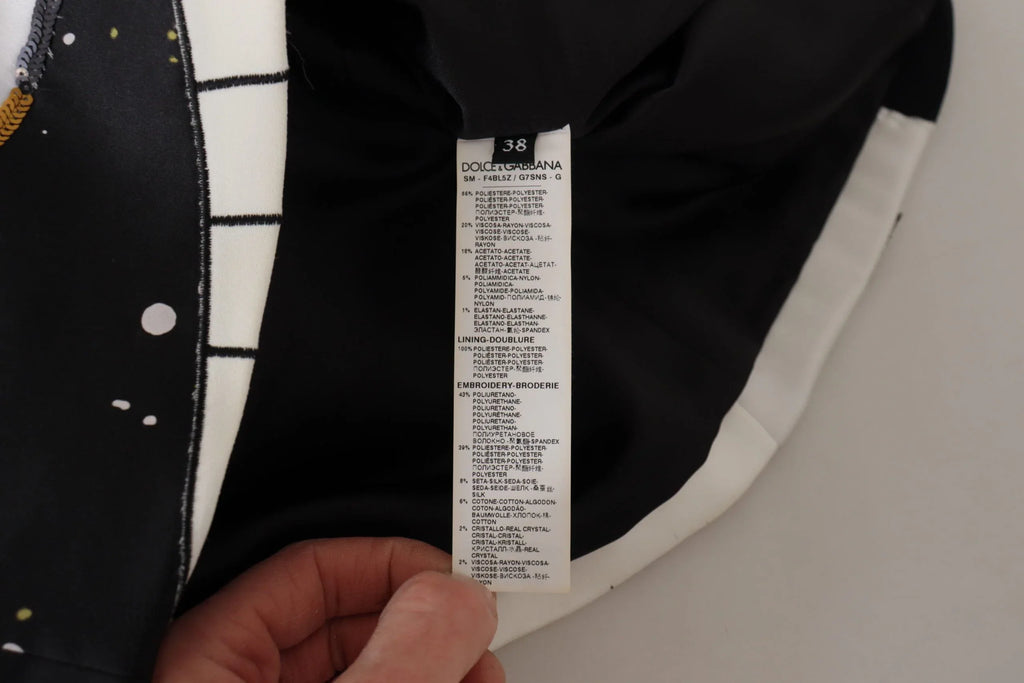 38
DOLCE & GABBANA
SM - F4BL5Z / G7SNS - G
POLIESTERE-POLYESTER-
POLIÉSTER-POLYESTER-
POLIÉSTER-POLYESTER-
ПОЛИЭСТЕР-聚酯纤维-
POLYESTER
20% VISCOSA-RAYON-VISCOSA-
VISCOSE-VISCOSE-
VISKOSE-ВИСКОЗА-粘纤-
RAYON
ACETATO-ACETATE-
ACETATO-ACETATE-
ACETATO-ACETAT-АЦЕТАТ-
醋酸纤维-ACETATE
5% POLIAMMIDICA-NYLON-
POLIAMIDICA-
POLYAMIDE-POLIAMIDA-
POLYAMID-ПОЛИАМИД-锦纶-
NYLON
1% ELASTAN-ELASTANE-
ELASTANO-ELASTHANNE-
ELASTANO-ELASTHAN-
ЭЛАСТАН-氨纶-SPANDEX
LINING-DOUBLURE
100% POLIESTERE-POLYESTER-
POLIÉSTER-POLYESTER-
POLIÉSTER-POLYESTER-
ПОЛИЭСТЕР-聚酯纤维-
POLYESTER
EMBROIDERY-BRODERIE
43% POLIURETANO-
POLYURETHANE-
POLIURETANO-
POLYURÉTHANE-
POLIURETANO-
POLYURETHAN-
ПОЛИУРЕТАНОВОЕ
ВОЛОКНО-聚氨酯-SPANDEX
39% POLIESTERE-POLYESTER-
POLIÉSTER-POLYESTER-
POLIÉSTER-POLYESTER-
ПОЛИЭСТЕР-聚酯纤维-
POLYESTER
8% SETA-SILK-SEDA-SOIE-
SEDA-SEIDE-ШЕЛК-桑蚕丝-
SILK
6% COTONE-COTTON-ALGODON-
COTON-ALGODÃO-
BAUMWOLLE-ХЛОПОК-棉-
COTTON
2% CRISTALLO-REAL CRYSTAL-
CRISTAL-CRISTAL-
CRISTAL-KRISTALL-
КРИСТАЛЛ-水晶-REAL
CRYSTAL
2% VISCOSA-RAYON-VISCOSA-
VISCOSE-VISCOSE-
VISKOSE-ВИСКОЗА-粘纤-
RAYON